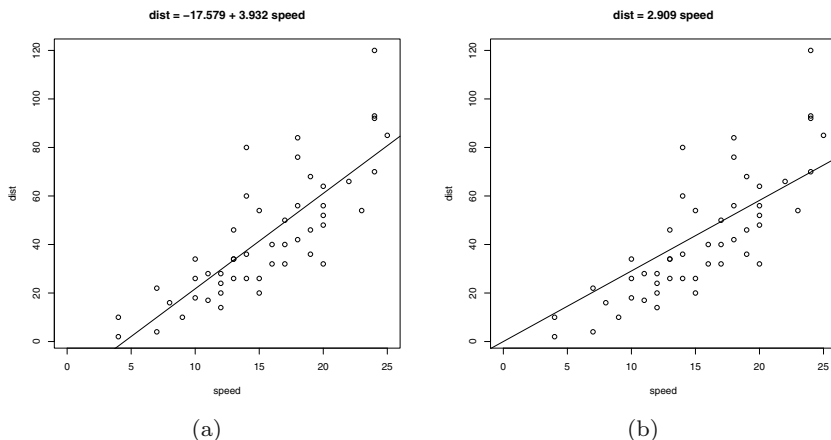 dist = −17.579 + 3.932 speed
dist
0 20 40 60 80 100 120
0 5 10 15 20 25
speed
(a)
dist = 2.909 speed
dist
0 20 40 60 80 100 120
0 5 10 15 20 25
speed
(b)